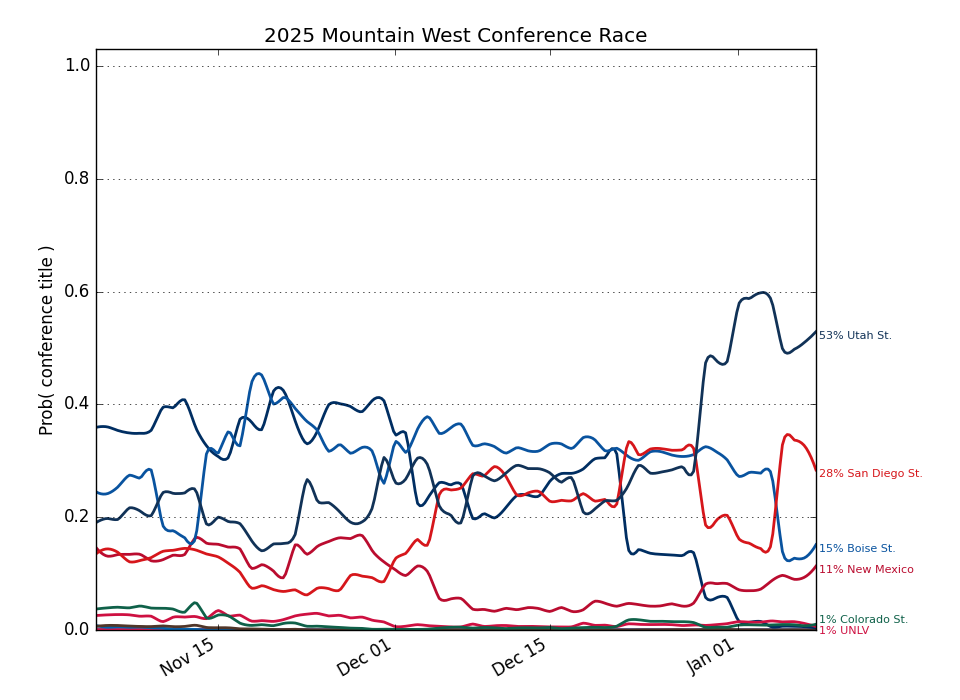 2025 Mountain West Conference Race
Prob( conference title )
1.0
0.8
0.6
0.4
0.2
0.0
Nov 15
Dec 01
Dec 15
Jan 01
53% Utah St.
28% San Diego St.
15% Boise St.
11% New Mexico
1% Colorado St.
1% UNLV